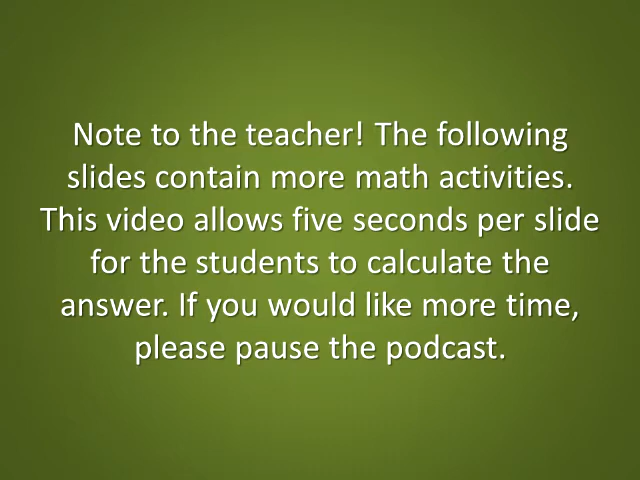 Note to the teacher! The following
slides contain more math activities.
This video allows five seconds per slide
for the students to calculate the
answer. If you would like more time,
please pause the podcast.